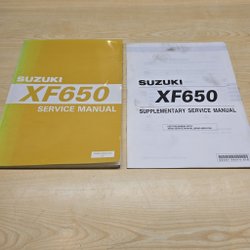 SUZUKI
XF650
SERVICE MANUAL
SUZUKI
XF650
SUPPLEMENTARY SERVICE MANUAL